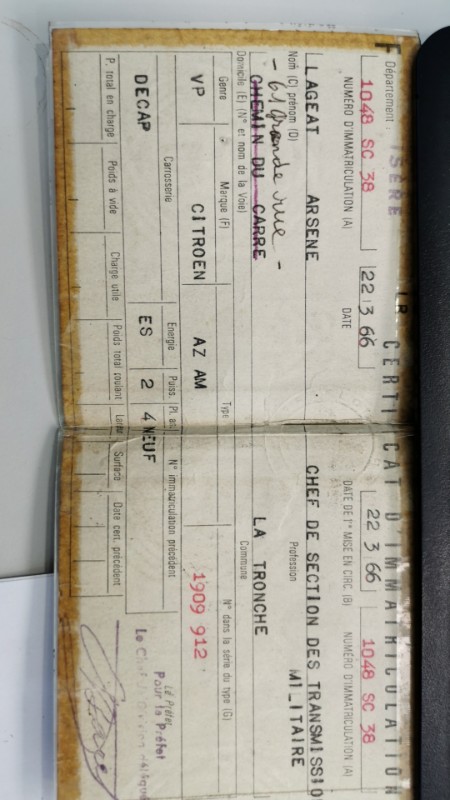 F CERTIFICAT D'IMMATRICULATION
Département ISÈRE
1048 SC 38 22 3 66 22 3 66 1048 SC 38
NUMÉRO D'IMMATRICULATION (A) DATE DATE DE 1re MISE EN CIRC. (B) NUMÉRO D'IMMATRICULATION (A)
LAGEAT ARSENE CHEF DE SECTION DES TRANSMISSIO
Nom (C) prénom (D) Profession MILITAIRE
- 61 grande rue -
CHEMIN DU CARRE LA TRONCHE
Domicile (E) (N° et nom de la Voie) Commune
Genre Marque (F) Type N° dans la série du type (G)
VP CITROEN AZ AM 1909 912
Carrosserie Energie Puiss. Pl. as. N° immatriculation précédent
DECAP ES 2 4 NEUF
P. total en charge Poids à vide Charge utile Poids total roulant Surface Date cert. précédent
Le Préfet
Pour le Préfet